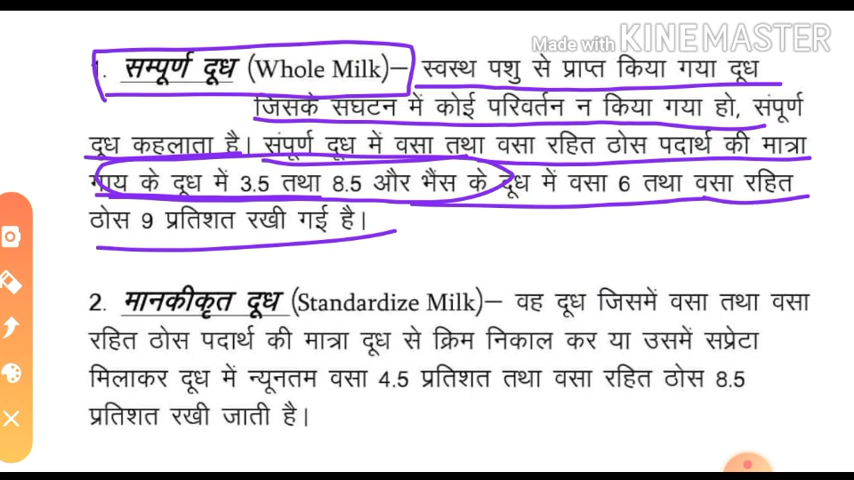 Made with KINEMASTER
1. सम्पूर्ण दूध (Whole Milk)– स्वस्थ पशु से प्राप्त किया गया दूध
जिसके संघटन में कोई परिवर्तन न किया गया हो, संपूर्ण
दूध कहलाता है। संपूर्ण दूध में वसा तथा वसा रहित ठोस पदार्थ की मात्रा
गाय के दूध में 3.5 तथा 8.5 और भैंस के दूध में वसा 6 तथा वसा रहित
ठोस 9 प्रतिशत रखी गई है।
2. मानकीकृत दूध (Standardize Milk)– वह दूध जिसमें वसा तथा वसा
रहित ठोस पदार्थ की मात्रा दूध से क्रिम निकाल कर या उसमें सप्रेटा
मिलाकर दूध में न्यूनतम वसा 4.5 प्रतिशत तथा वसा रहित ठोस 8.5
प्रतिशत रखी जाती है।